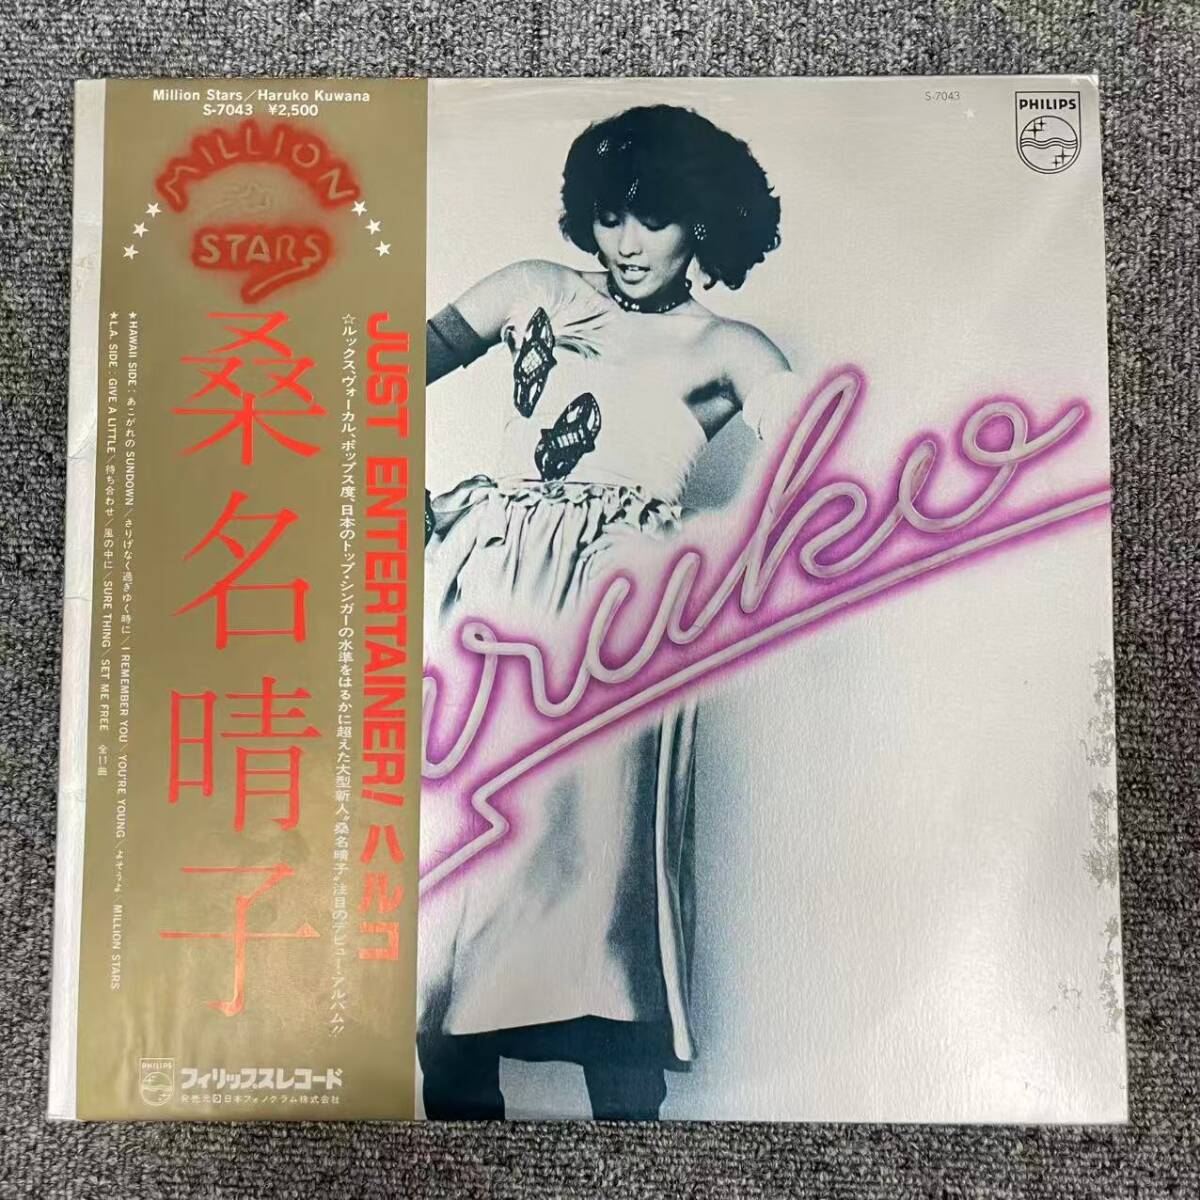 Million Stars/Haruko Kuwana
S-7043 ¥2,500
MILLION
STARS
桑名晴子
JUST ENTERTAINER! ハルコ
☆ルックス、ヴォーカル、ポップス度、日本のトップ・シンガーの水準をはるかに超えた大型新人“桑名晴子”注目のデビュー・アルバム!!
★HAWAII SIDE:あこがれのSUNDOWN/さりげなく過ぎゆく時に/I REMEMBER YOU/YOU'RE YOUNG/ MILLION STARS
★L.A. SIDE:GIVE A LITTLE/待ち合わせ/風の中に/SURE THING/SET ME FREE 全11曲
PHILIPS
フィリップスレコード
発売元 日本フォノグラム株式会社
S-7043
PHILIPS
ruko